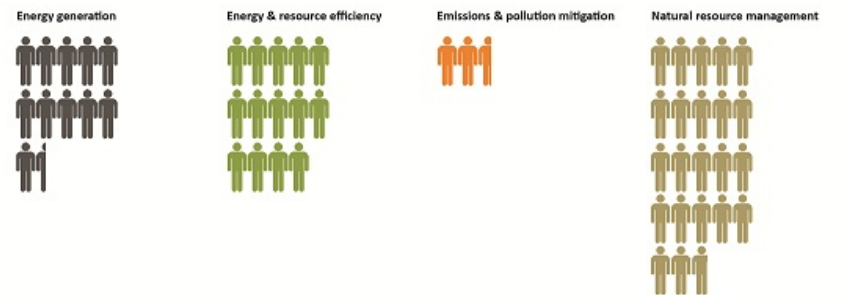 Energy generation
Energy & resource efficiency
Emissions & pollution mitigation
Natural resource management